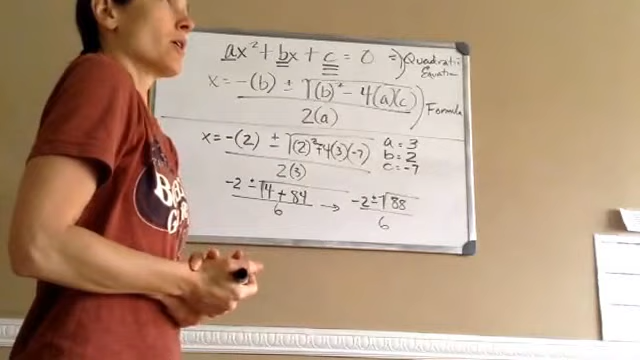 ax² + bx + c = 0 => Quadratic Equation
x = -(b) ± √(b)² - 4(a)(c)
2(a)
Formula
x = -(2) ± √(2)² - 4(3)(-7)
2(3)
a = 3
b = 2
c = -7
-2 ± √4 + 84
6
→ -2 ± √88
6